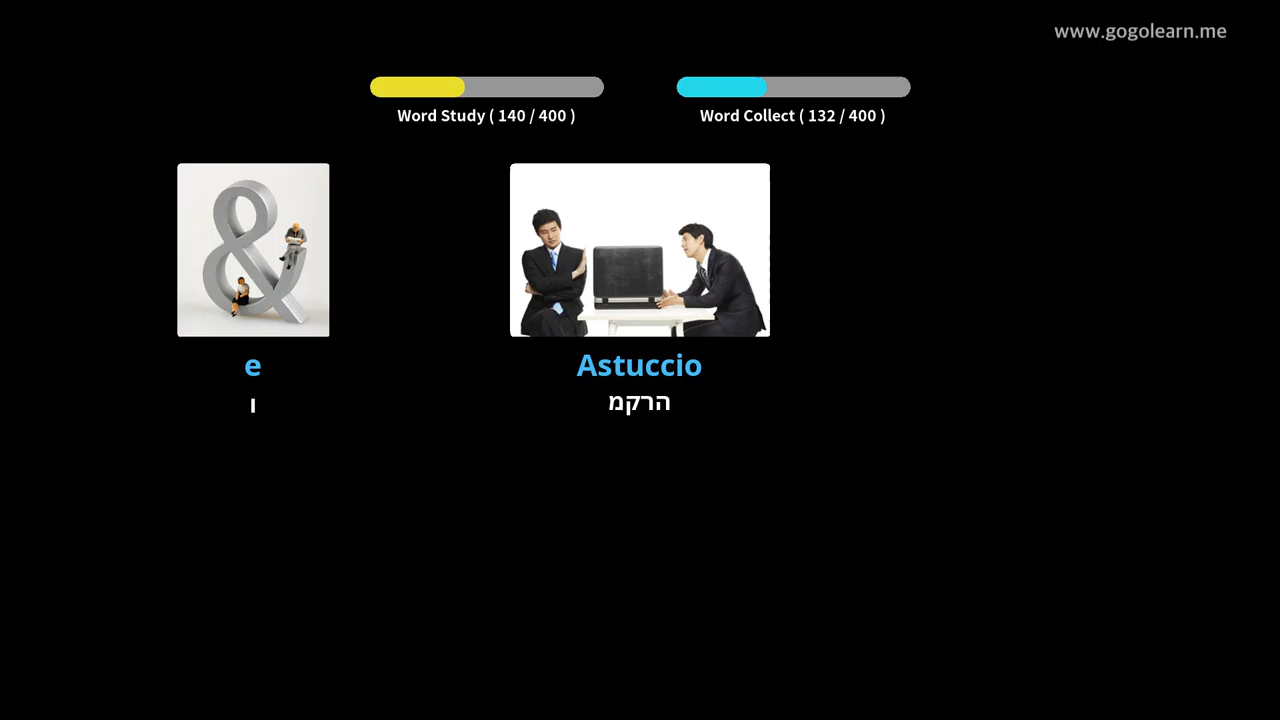 www.gogolearn.me
Word Study ( 140 / 400 )
Word Collect ( 132 / 400 )
e
ו
Astuccio
הרקמ